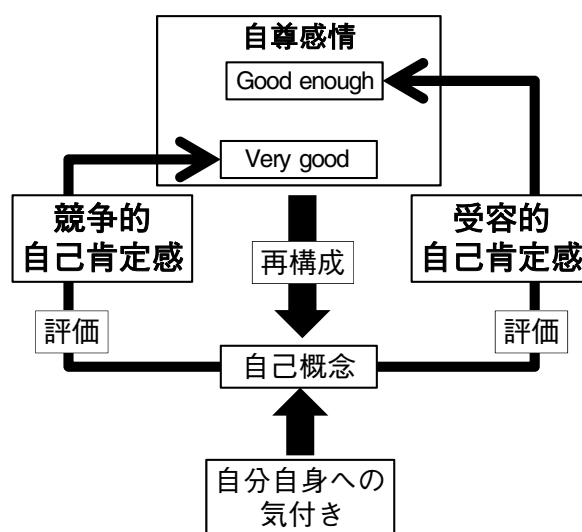 自尊感情
Good enough
Very good
競争的
自己肯定感
受容的
自己肯定感
再構成
評価
評価
自己概念
自分自身への
気付き